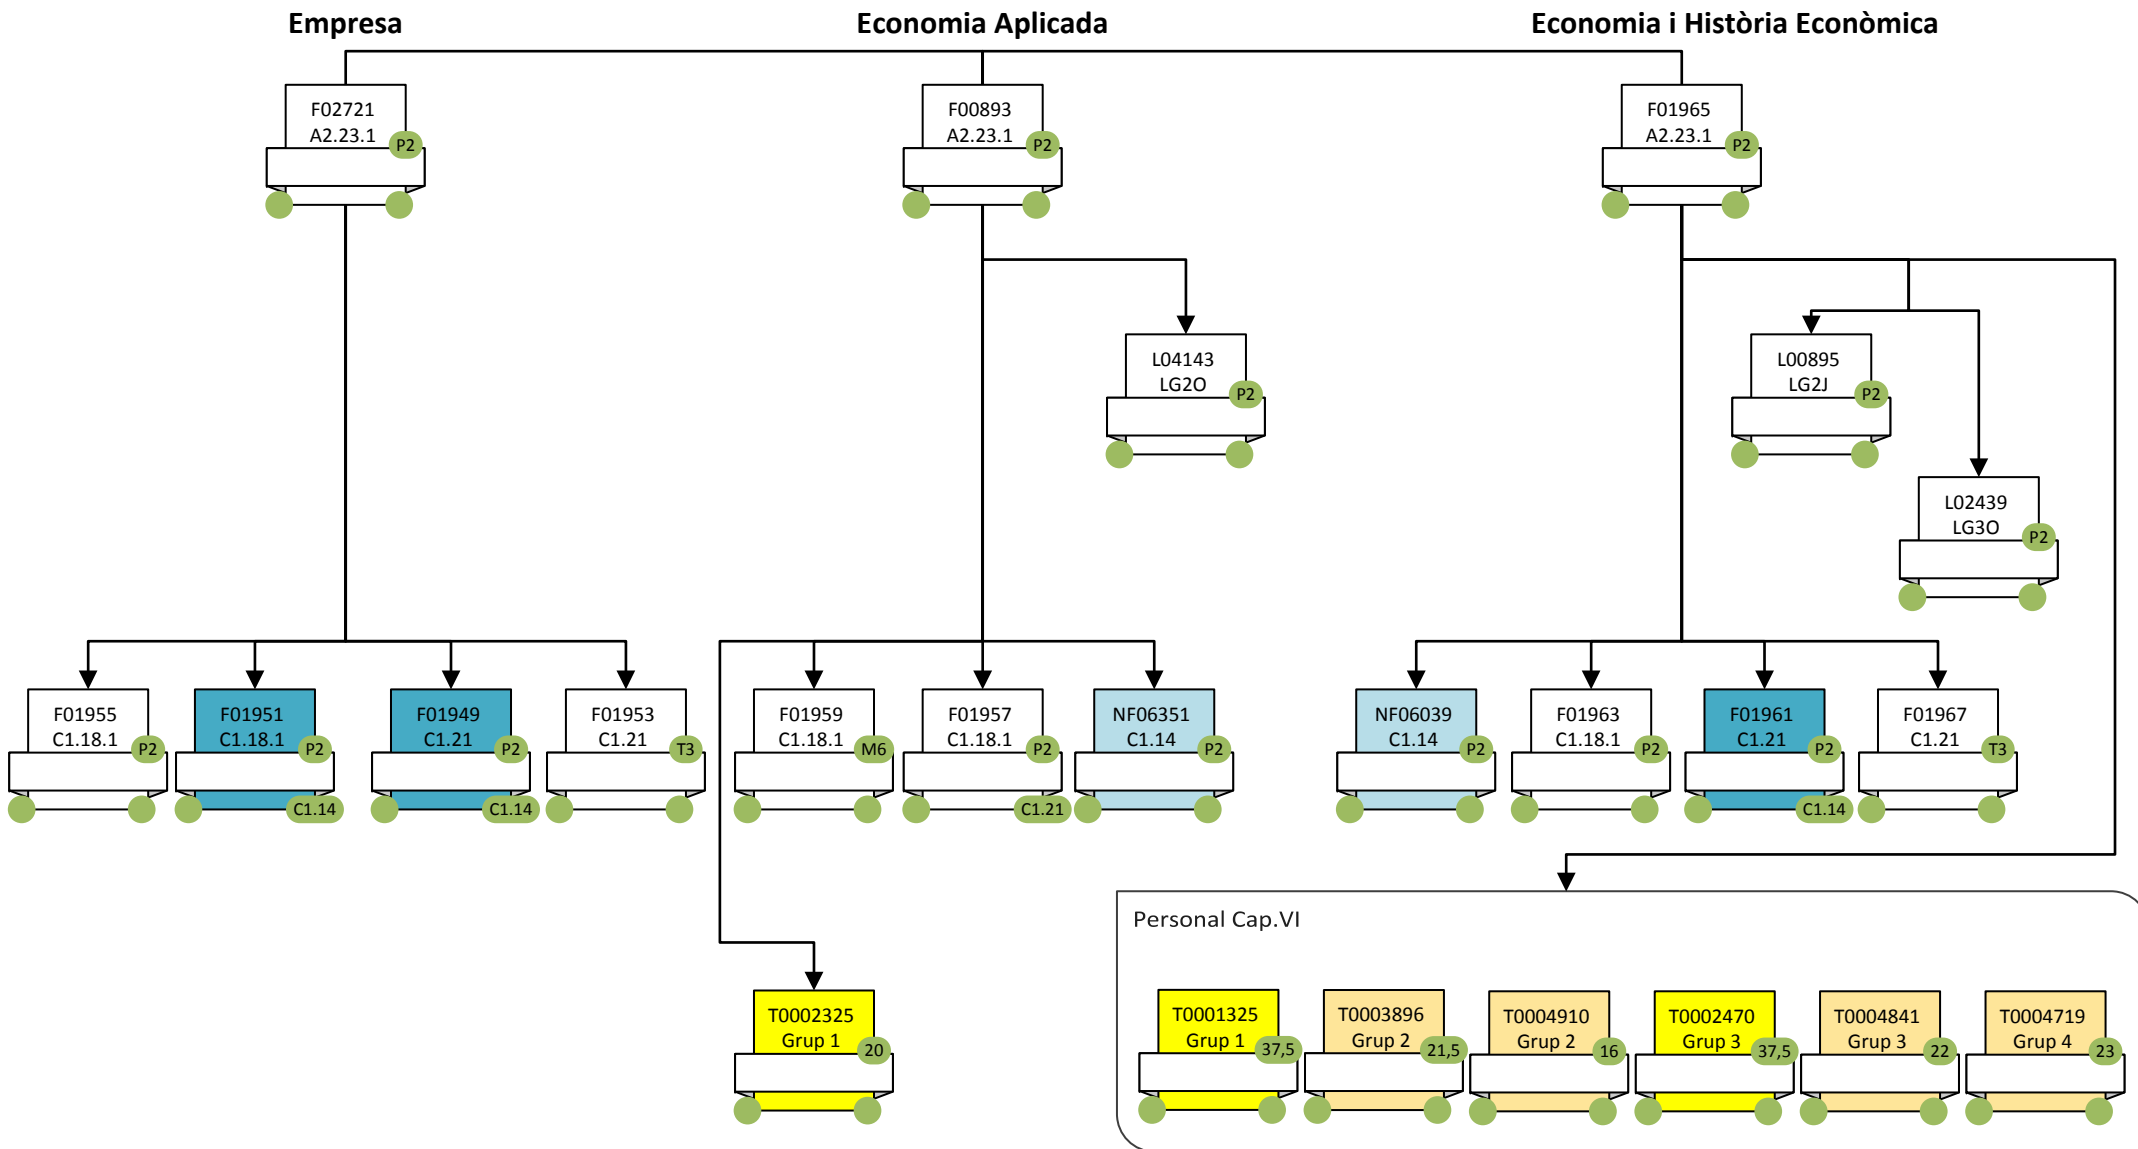 Empresa
Economia Aplicada
Economia i Història Econòmica
F02721
A2.23.1
P2
F00893
A2.23.1
P2
F01965
A2.23.1
P2
L04143
LG2O
P2
L00895
LG2J
P2
L02439
LG3O
P2
F01955
C1.18.1
P2
F01951
C1.18.1
P2
C1.14
F01949
C1.21
P2
C1.14
F01953
C1.21
T3
F01959
C1.18.1
M6
F01957
C1.18.1
P2
C1.21
NF06351
C1.14
P2
NF06039
C1.14
P2
F01963
C1.18.1
P2
F01961
C1.21
P2
C1.14
F01967
C1.21
T3
Personal Cap.VI
T0002325
Grup 1
20
T0001325
Grup 1
37,5
T0003896
Grup 2
21,5
T0004910
Grup 2
16
T0002470
Grup 3
37,5
T0004841
Grup 3
22
T0004719
Grup 4
23